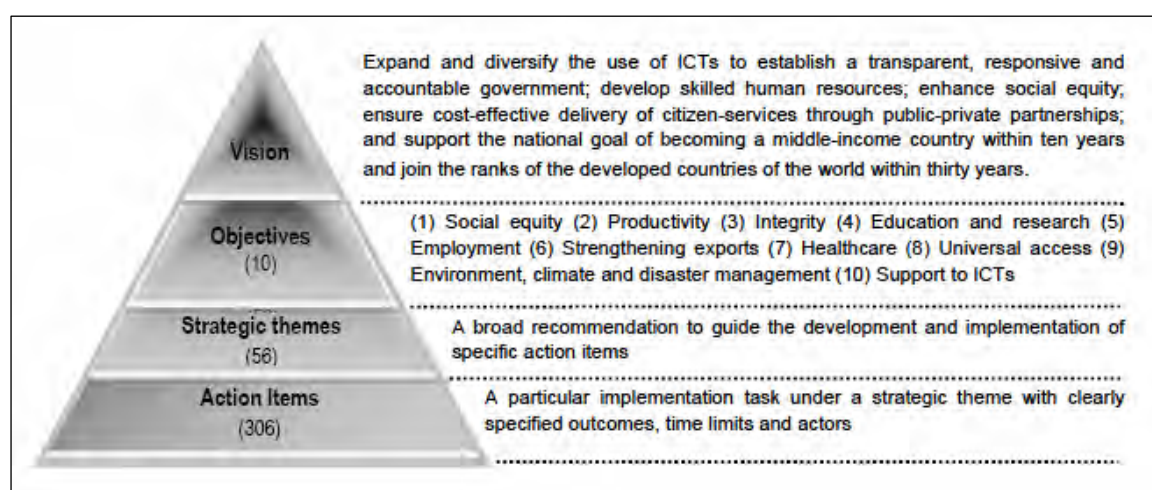 Expand and diversify the use of ICTs to establish a transparent, responsive and
accountable government; develop skilled human resources; enhance social equity;
ensure cost-effective delivery of citizen-services through public-private partnerships;
and support the national goal of becoming a middle-income country within ten years
and join the ranks of the developed countries of the world within thirty years.
Vision
(1) Social equity (2) Productivity (3) Integrity (4) Education and research (5)
Employment (6) Strengthening exports (7) Healthcare (8) Universal access (9)
Environment, climate and disaster management (10) Support to ICTs
Objectives
(10)
Strategic themes
(56)
A broad recommendation to guide the development and implementation of
specific action items
Action Items
(306)
A particular implementation task under a strategic theme with clearly
specified outcomes, time limits and actors